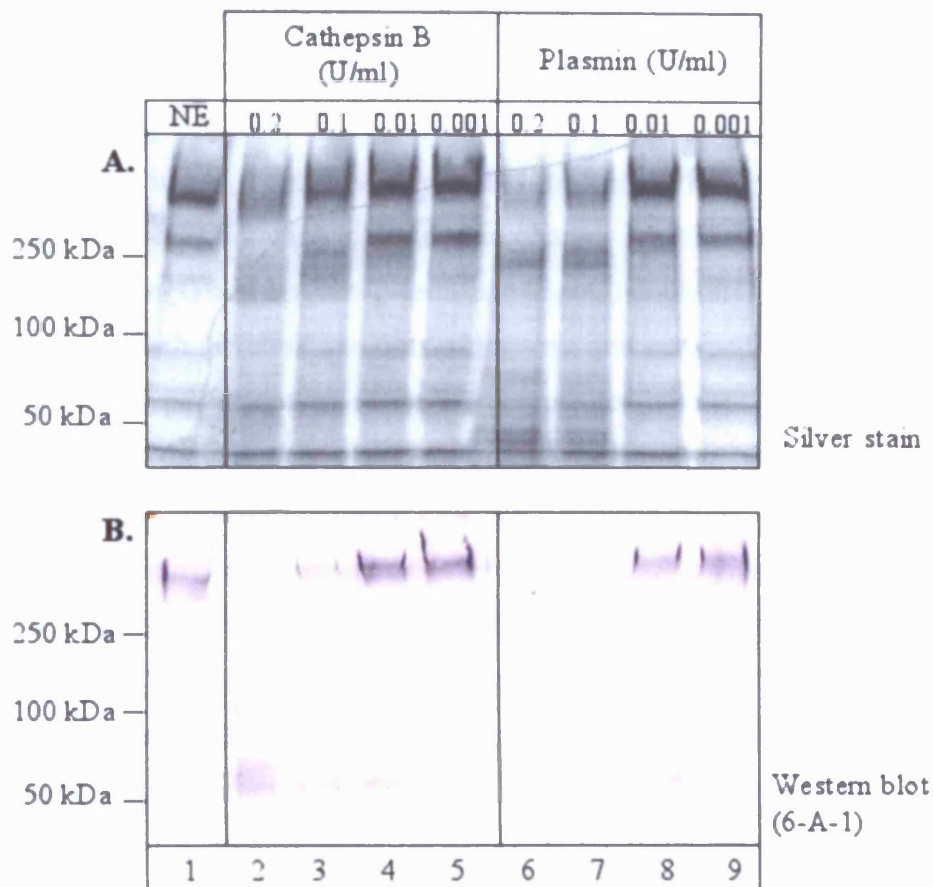 Cathepsin B
(U/ml)
Plasmin (U/ml)
NE 0.2 0.1 0.01 0.001 0.2 0.1 0.01 0.001
A.
250 kDa
100 kDa
50 kDa
Silver stain
B.
250 kDa
100 kDa
50 kDa
Western blot
(6-A-1)
1 2 3 4 5 6 7 8 9